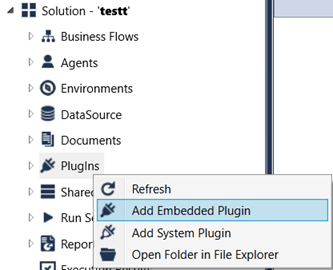 Solution - 'testt'
Business Flows
Agents
Environments
DataSource
Documents
PlugIns
Shared
Refresh
Run Se
Add Embedded Plugin
Add System Plugin
Report
Open Folder in File Explorer